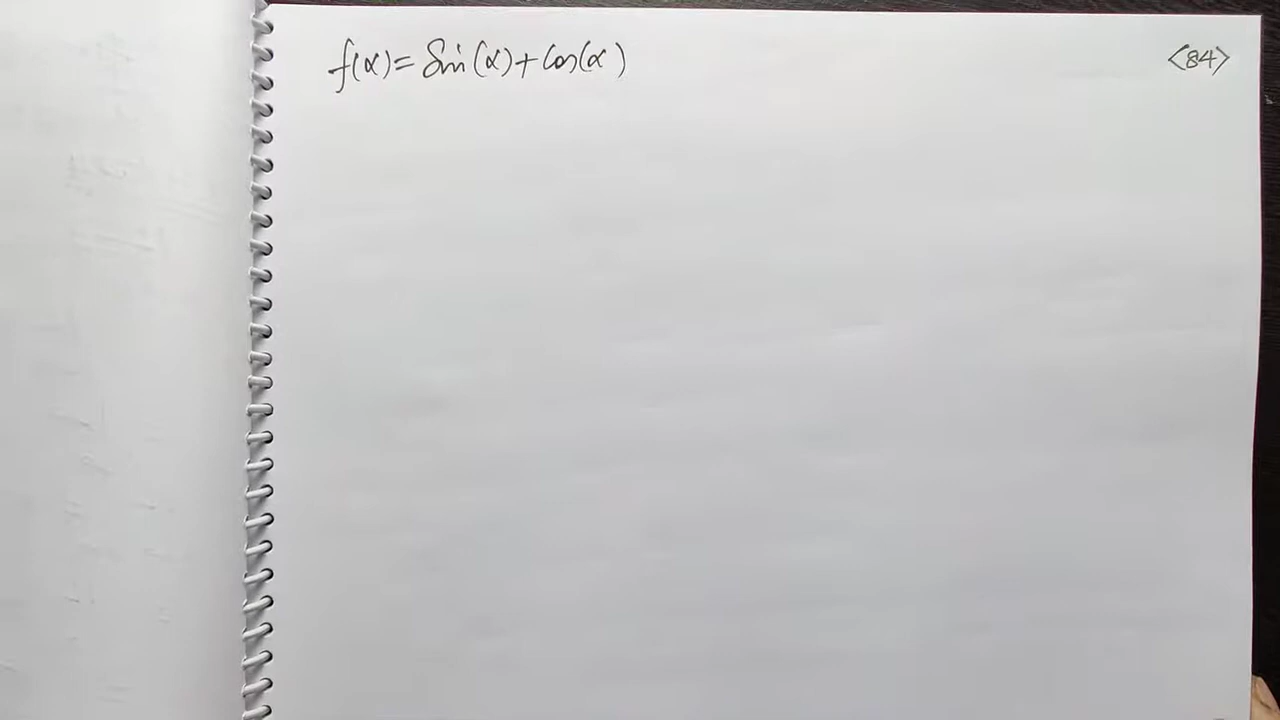 f(x) = Sin(x) + Cos(x)
<84>